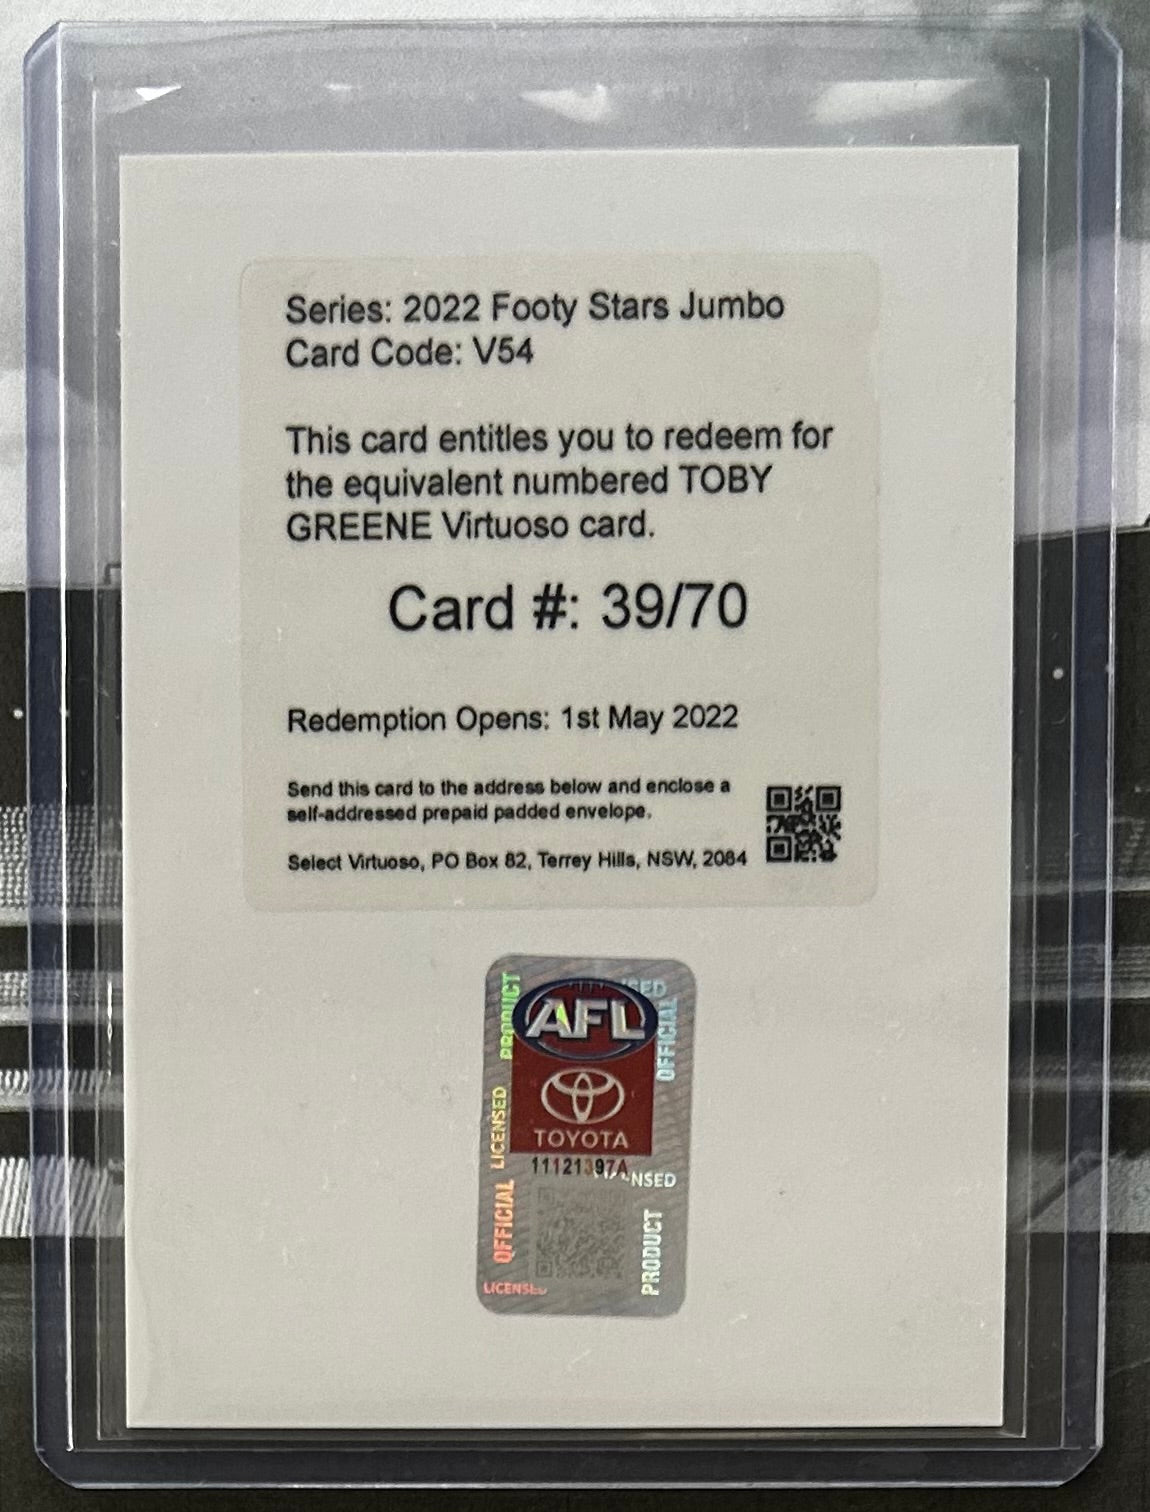 Series: 2022 Footy Stars Jumbo
Card Code: V54
This card entitles you to redeem for
the equivalent numbered TOBY
GREENE Virtuoso card.
Card #: 39/70
Redemption Opens: 1st May 2022
Send this card to the address below and enclose a
self-addressed prepaid padded envelope.
Select Virtuoso, PO Box 82, Terrey Hills, NSW, 2084
AFL
TOYOTA
11121397A
OFFICIAL LICENSED PRODUCT
OFFICIAL
PRODUCT